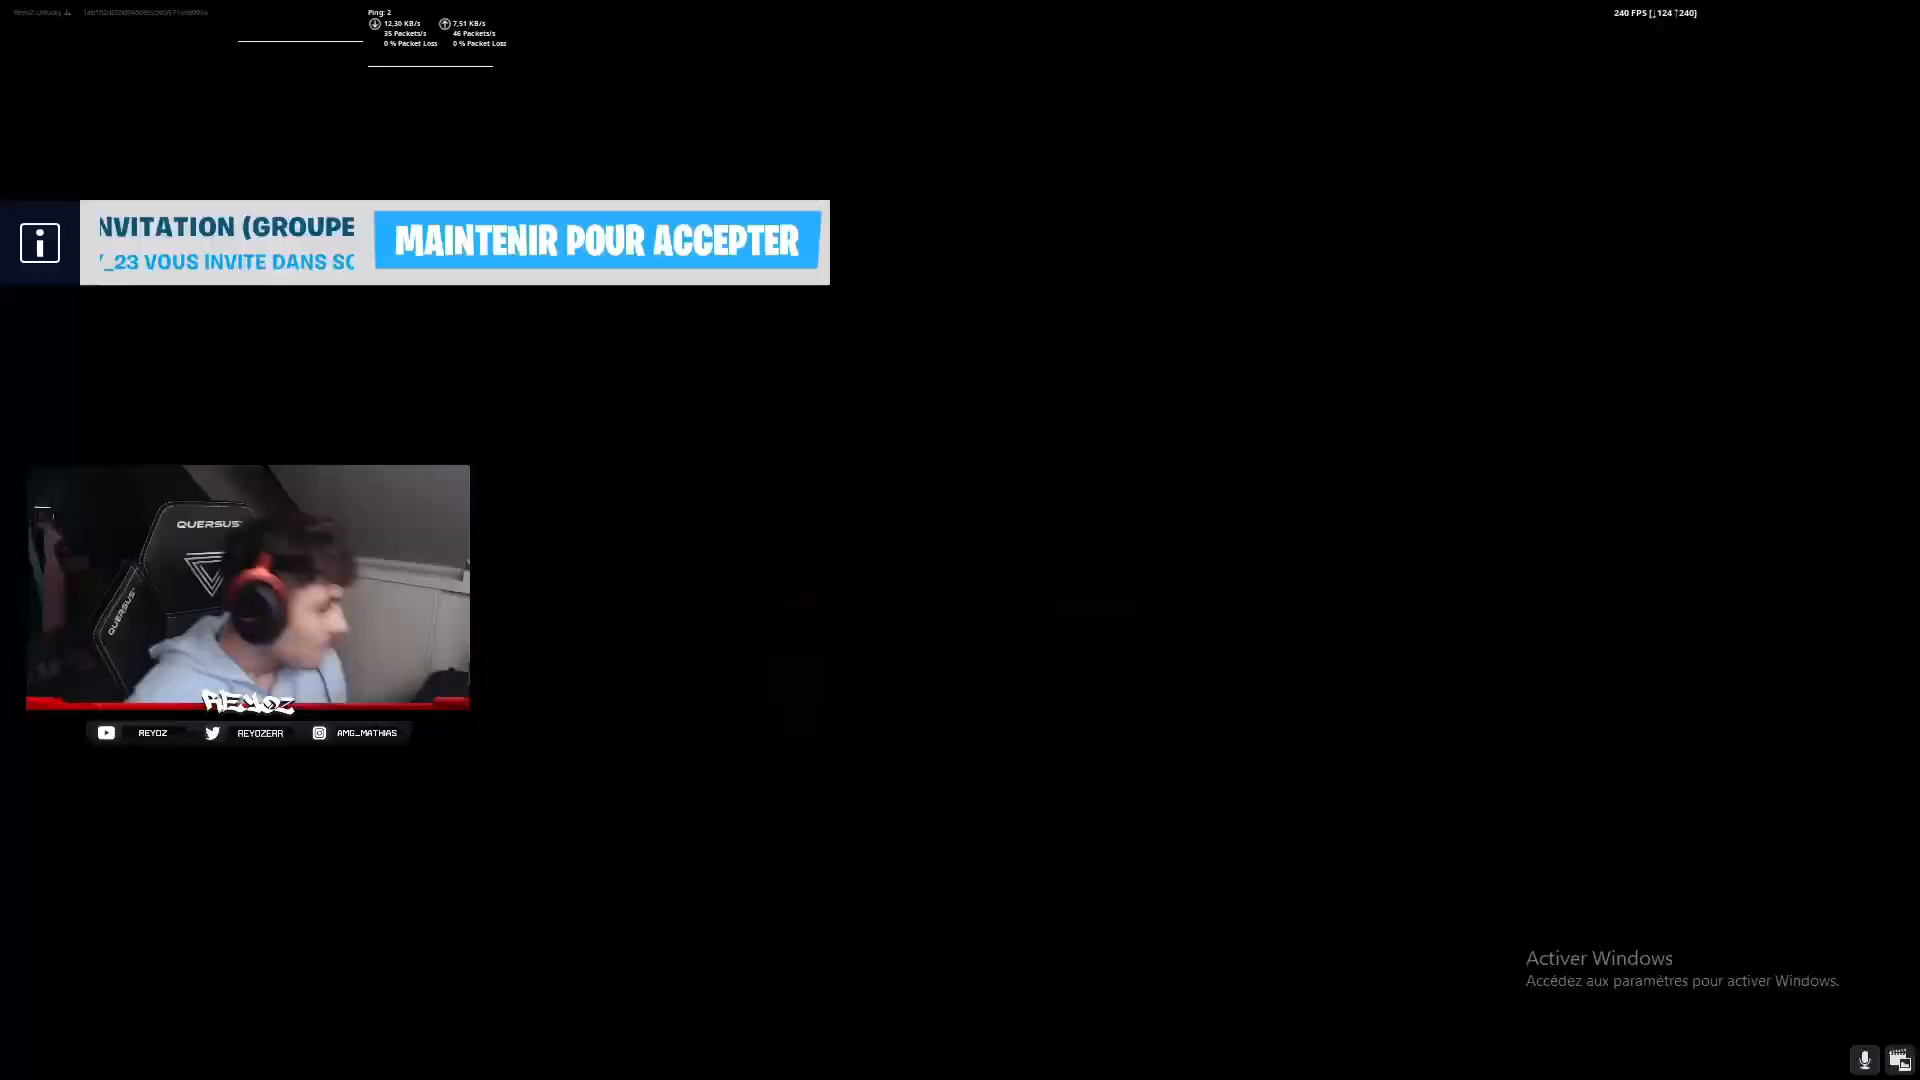 Ping: 2
12,30 KB/s
7,51 KB/s
35 Packets/s
46 Packets/s
0 % Packet Loss
0 % Packet Loss
240 FPS [↓124 ↑240]
NVITATION (GROUPE
_23 VOUS INVITE DANS SO
MAINTENIR POUR ACCEPTER
QUERSUS
QUERSUS
REYOZ
REYOZ
REYOZERR
AMG_MATHIAS
Activer Windows
Accédez aux paramètres pour activer Windows.